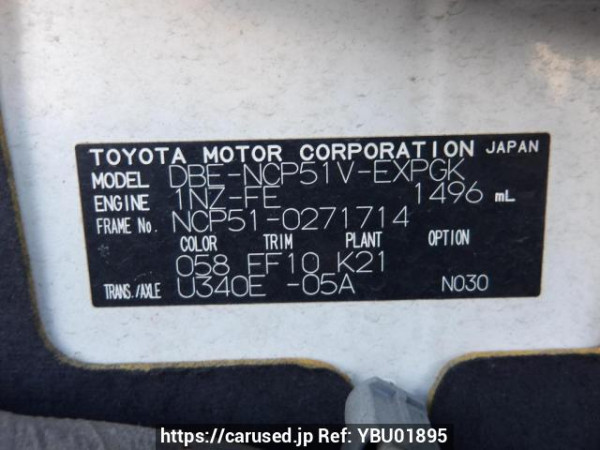 TOYOTA MOTOR CORPORATION JAPAN
MODEL DBE-NCP51V-EXPGK
ENGINE 1NZ-FE 1496 mL
FRAME No. NCP51-0271714
COLOR TRIM PLANT OPTION
058 FF10 K21
TRANS./AXLE U340E -05A N030
https://carused.jp Ref: YBU01895